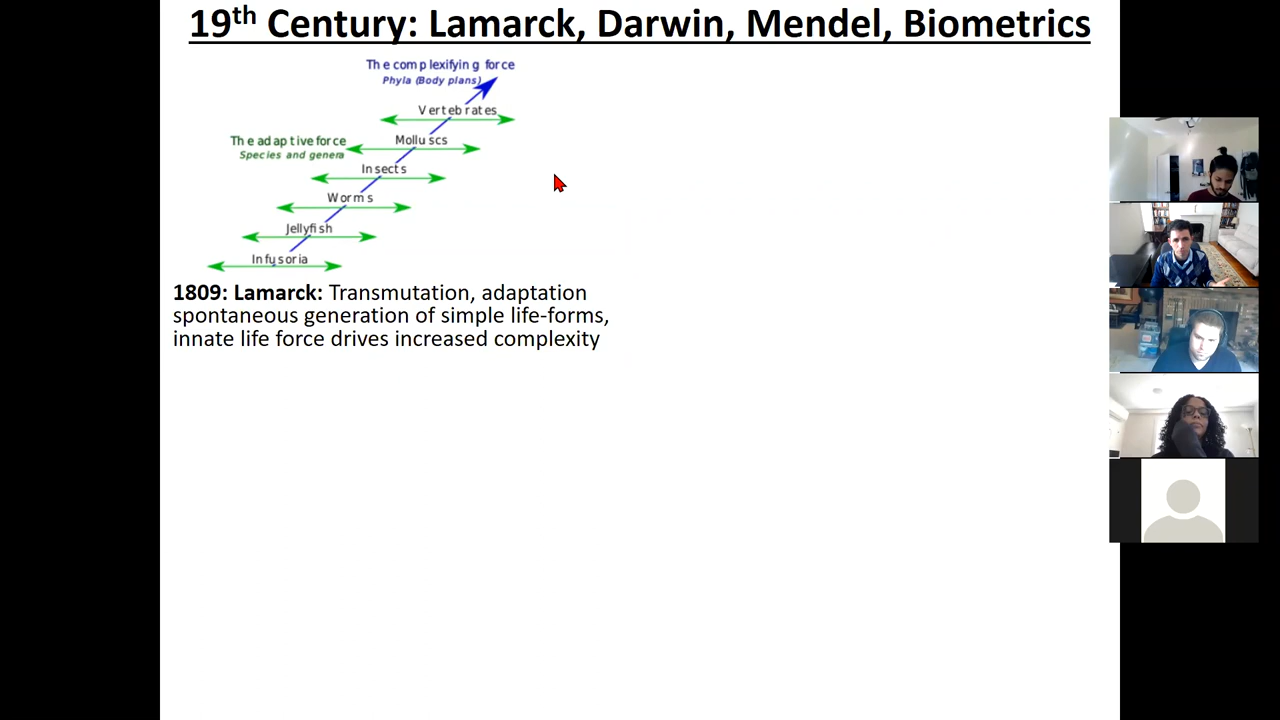 19th Century: Lamarck, Darwin, Mendel, Biometrics
The complexifying force
Phyla (Body plans)
Vertebrates
The adaptive force
Species and genera
Molluscs
Insects
Worms
Jellyfish
Infusoria
1809: Lamarck: Transmutation, adaptation
spontaneous generation of simple life-forms,
innate life force drives increased complexity